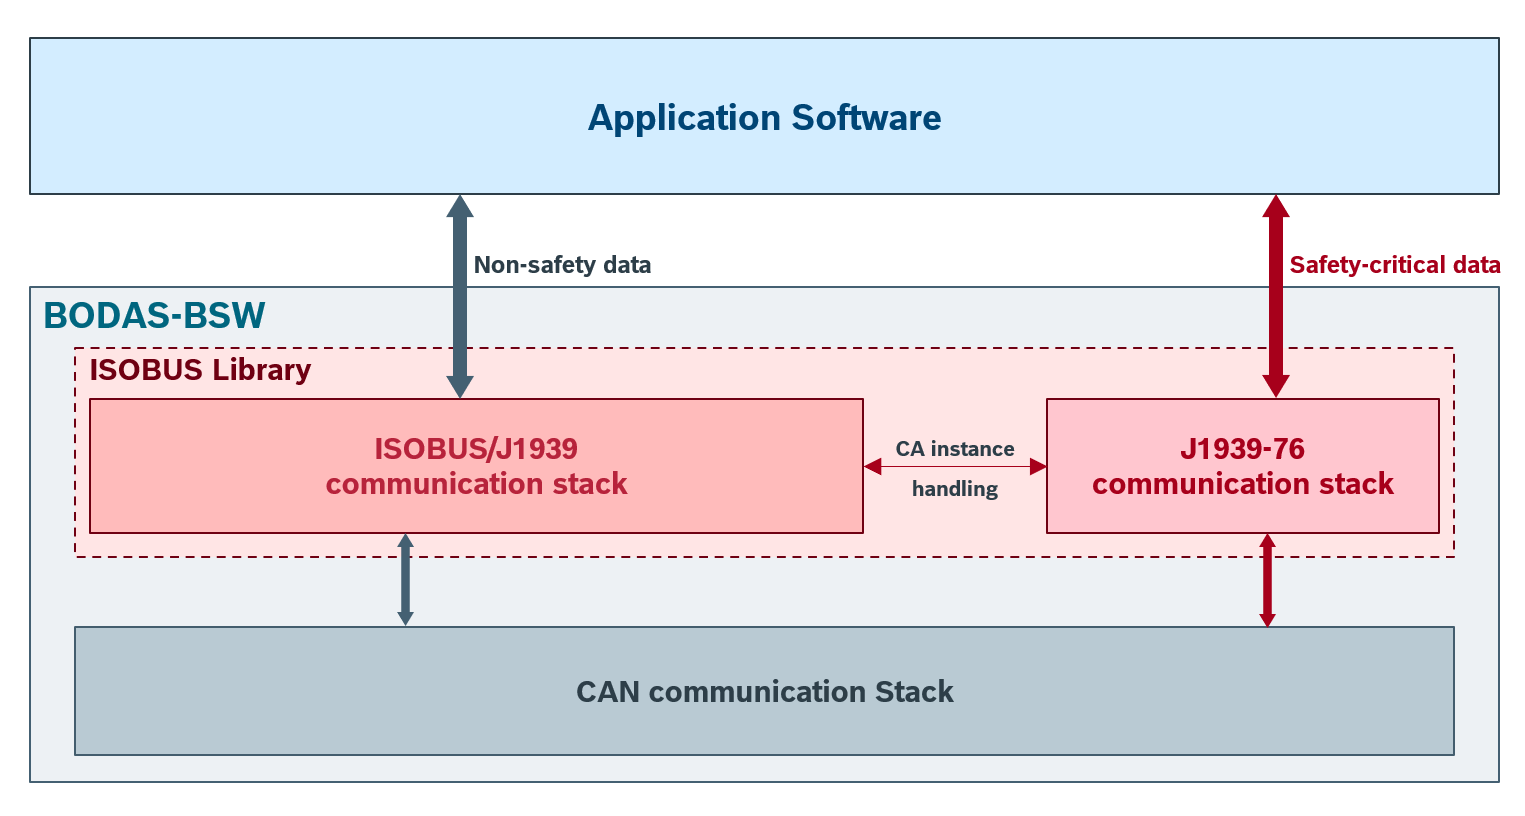 Application Software
Non-safety data
Safety-critical data
BODAS-BSW
ISOBUS Library
ISOBUS/J1939
communication stack
CA instance
handling
J1939-76
communication stack
CAN communication Stack